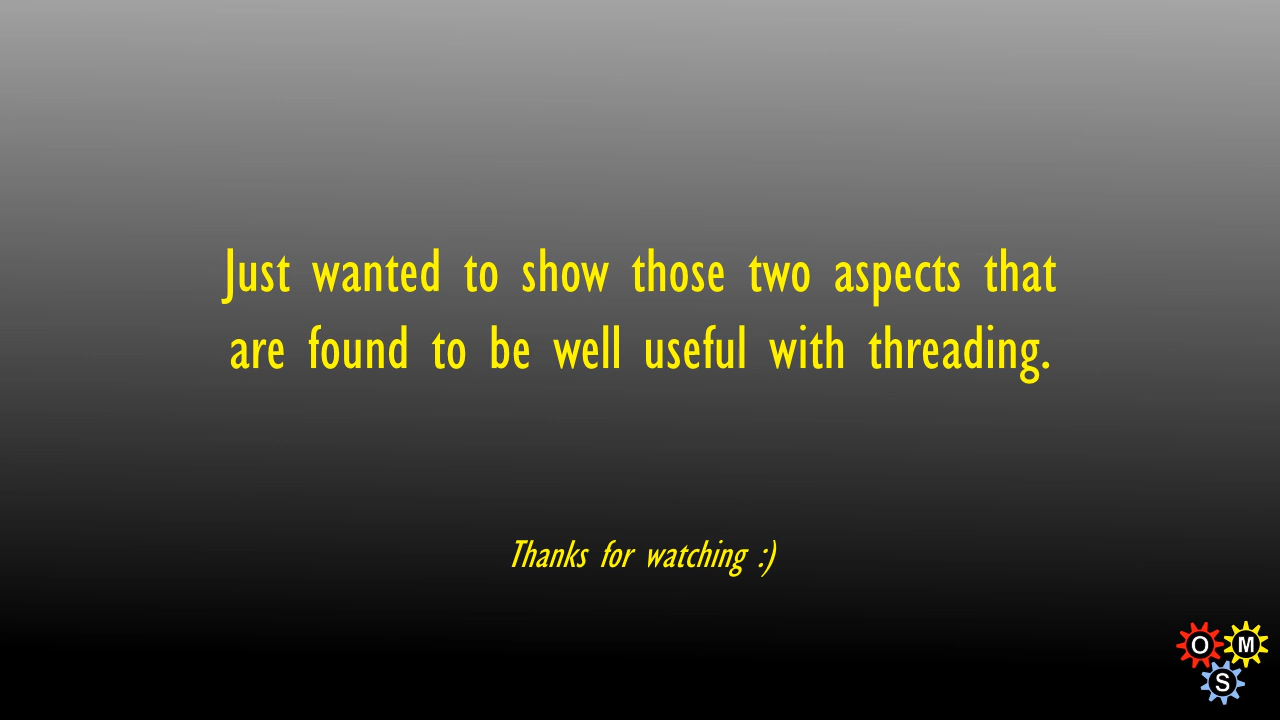 Just wanted to show those two aspects that
are found to be well useful with threading.
Thanks for watching :)
O M
S